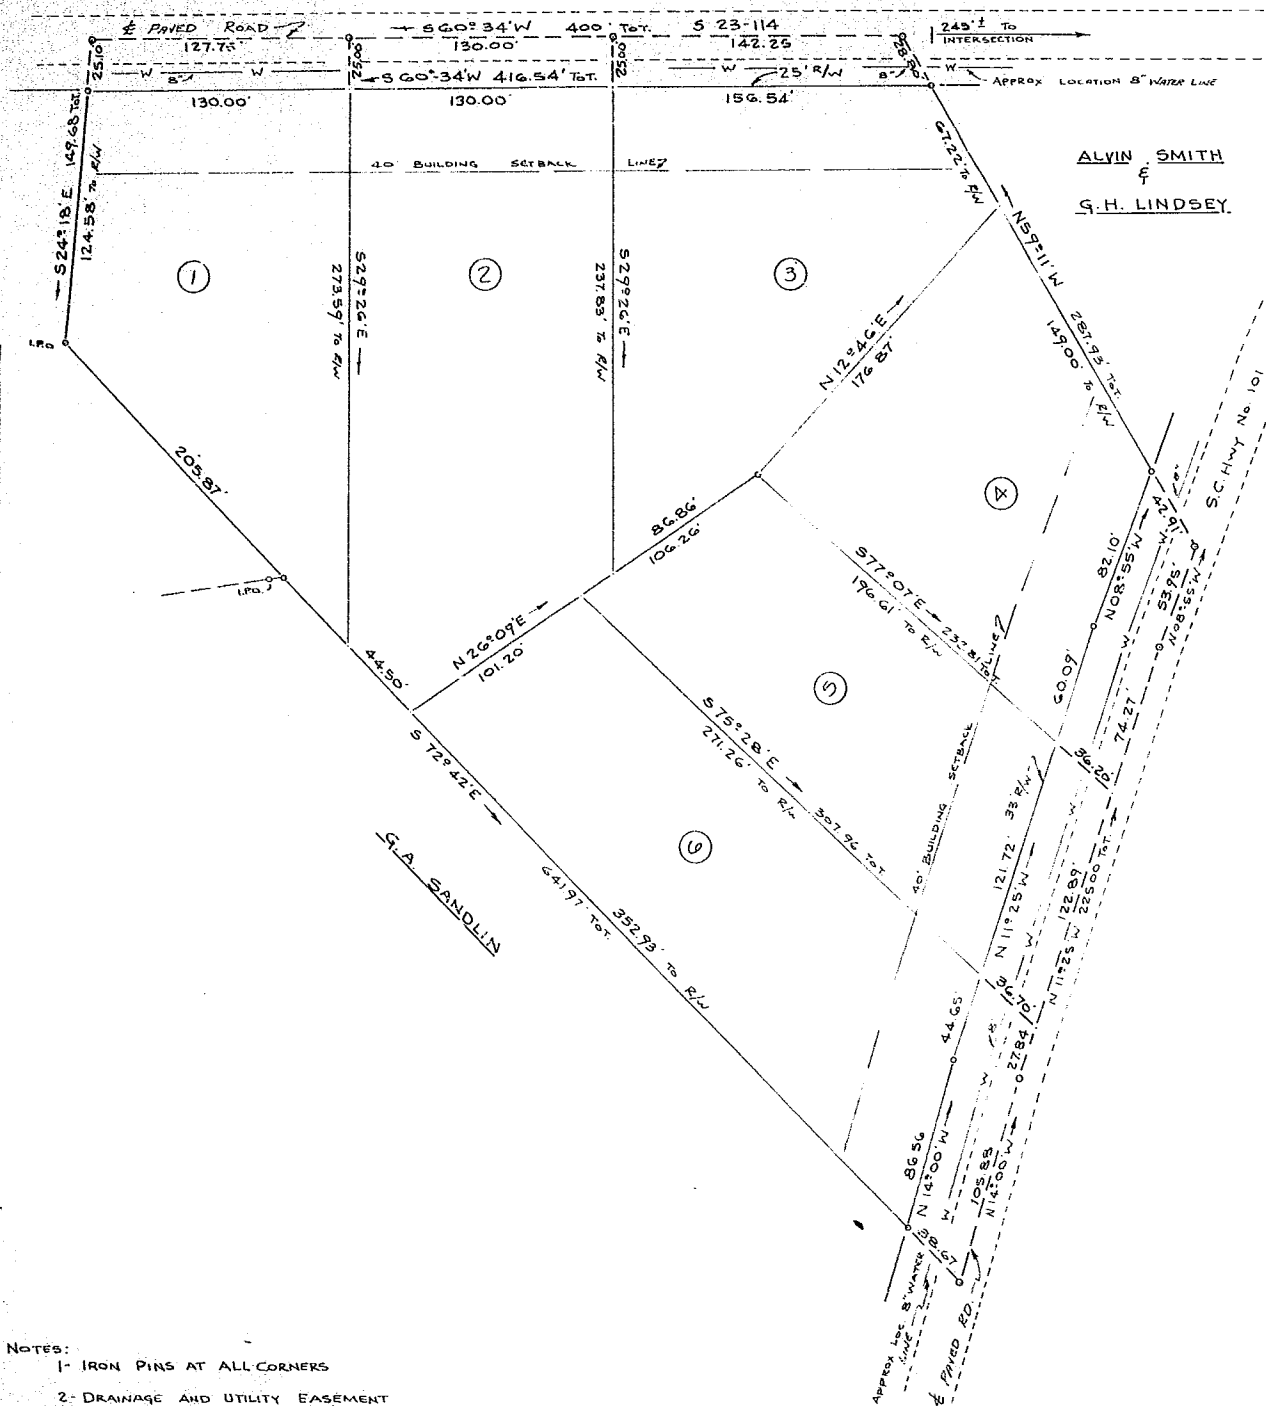 ℄ PAVED ROAD
S 60° 34' W 400' TOT.
S 23-114
245'± TO
INTERSECTION
127.75'
130.00'
142.25
25.10'
25.00
25.00
W 8" W
S 60°-34' W 416.54' TOT.
W 25' R/W 8" W
APPROX LOCATION 8" WATER LINE
130.00'
130.00'
156.54'
S 24° 18' E 149.68 TOT.
124.58' TO R/W
40' BUILDING SETBACK LINE
67.22 TO R/W
ALVIN SMITH
&
G. H. LINDSEY
N 59° 11' W 287.93' TOT.
149.00' TO R/W
1
2
3
S 29° 26' E
273.59' TO R/W
S 29° 26' E
237.83' TO R/W
N 12° 46' E
176.87'
I.P.O.
S.C. HWY No. 101
205.87'
I.P.O.
86.86'
106.26'
4
42.91'
8"
82.10'
N 08° 55' W
W
53.95'
N 08° 55' W
S 77° 07' E 232.81 TOT.
196.61' TO R/W
N 26° 09' E
101.20'
44.50'
5
60.09'
74.27'
36.20'
S 75° 28' E 307.96 TOT
271.26' TO R/W
40' BUILDING SETBACK LINE
33' R/W
121.72'
N 11° 25' W
122.89'
N 11° 25 W 225.00 TOT.
S 72° 42' E
641.97' TOT.
352.93' TO R/W
6
G. A. SANDLIN
36.70'
44.65'
27.84
86.56
N 14° 00' W
105.88
N 14° 00' W
38.67
APPROX LOC. 8" WATER
LINE
℄ PAVED RD.
NOTES:
1- IRON PINS AT ALL CORNERS
2- DRAINAGE AND UTILITY EASEMENT